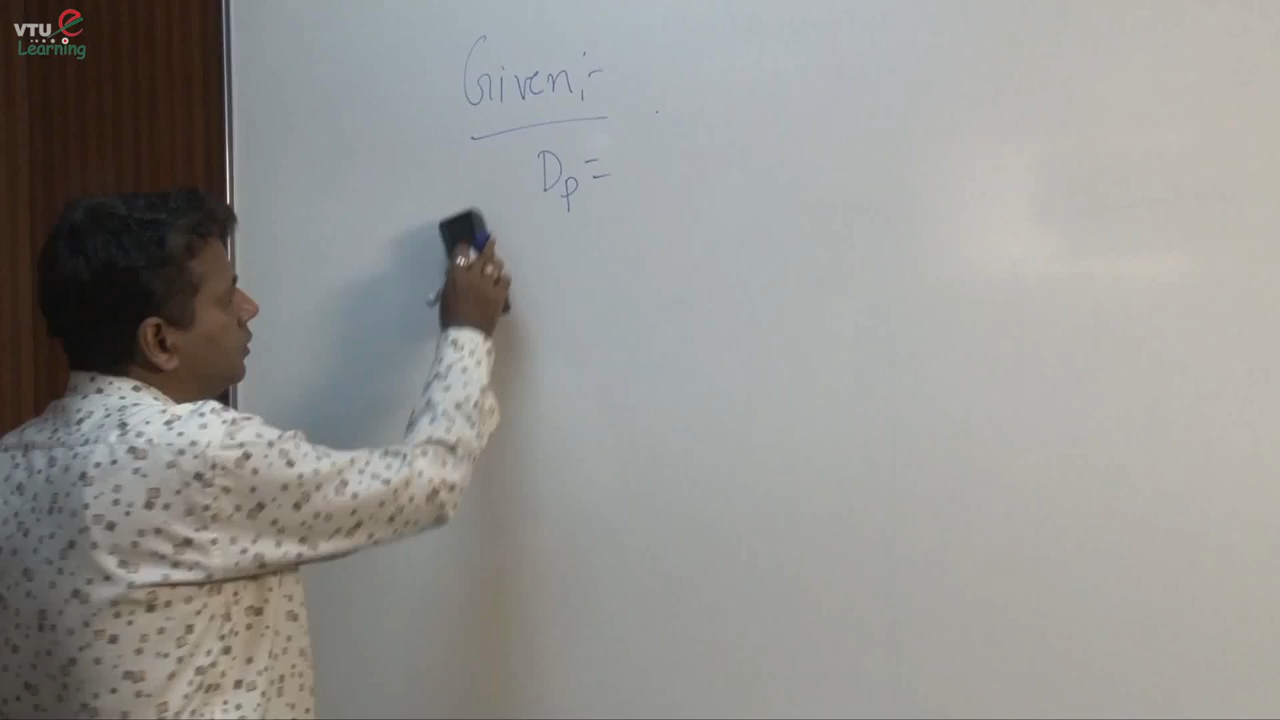 VTU e
Learning
Given:-
Dp =